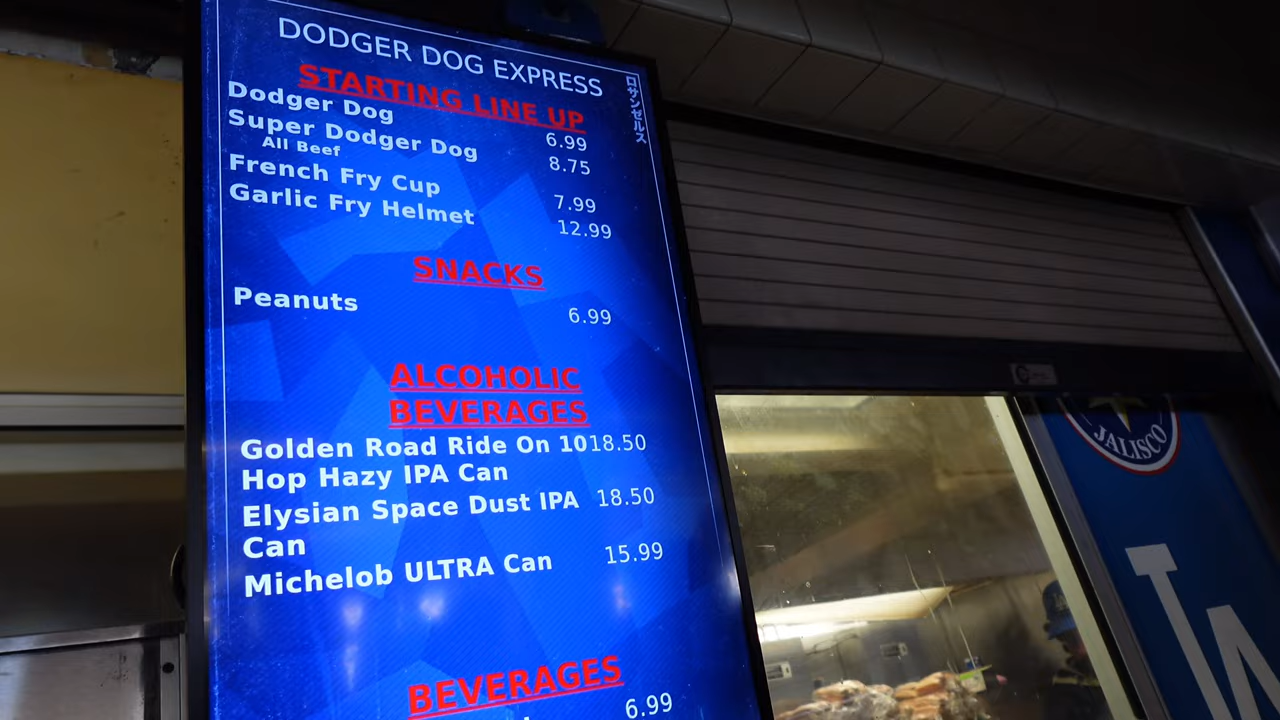 DODGER DOG EXPRESS
ロサンゼルス
STARTING LINE UP
Dodger Dog 6.99
Super Dodger Dog 8.75
All Beef
French Fry Cup 7.99
Garlic Fry Helmet 12.99
SNACKS
Peanuts 6.99
ALCOHOLIC
BEVERAGES
Golden Road Ride On 10 18.50
Hop Hazy IPA Can
Elysian Space Dust IPA 18.50
Can
Michelob ULTRA Can 15.99
BEVERAGES
6.99
JALISCO
LA